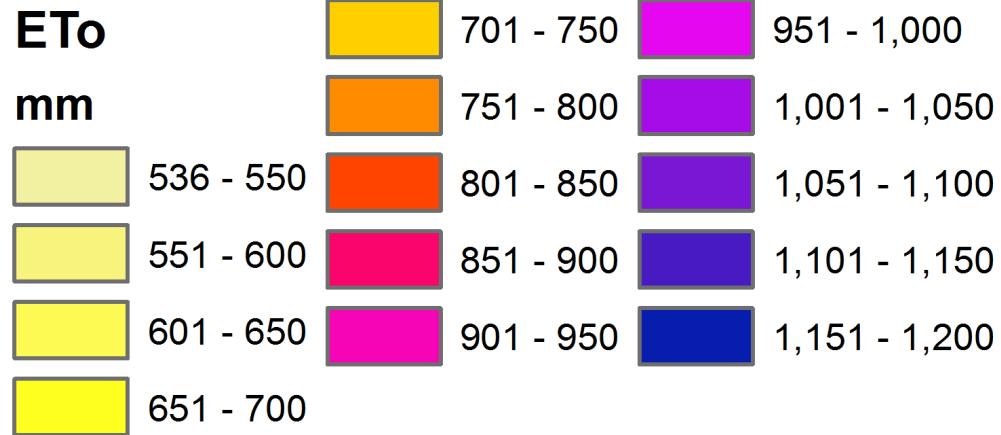 ETo
mm
536 - 550
551 - 600
601 - 650
651 - 700
701 - 750
751 - 800
801 - 850
851 - 900
901 - 950
951 - 1,000
1,001 - 1,050
1,051 - 1,100
1,101 - 1,150
1,151 - 1,200